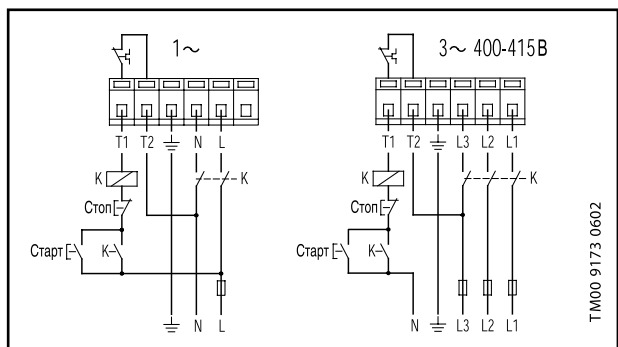 1~
3~ 400-415В
T1 T2 N L
T1 T2 L3 L2 L1
K
K
Стоп
Старт
K
N L
K
K
Стоп
Старт
K
N L3 L2 L1
TM00 9173 0602